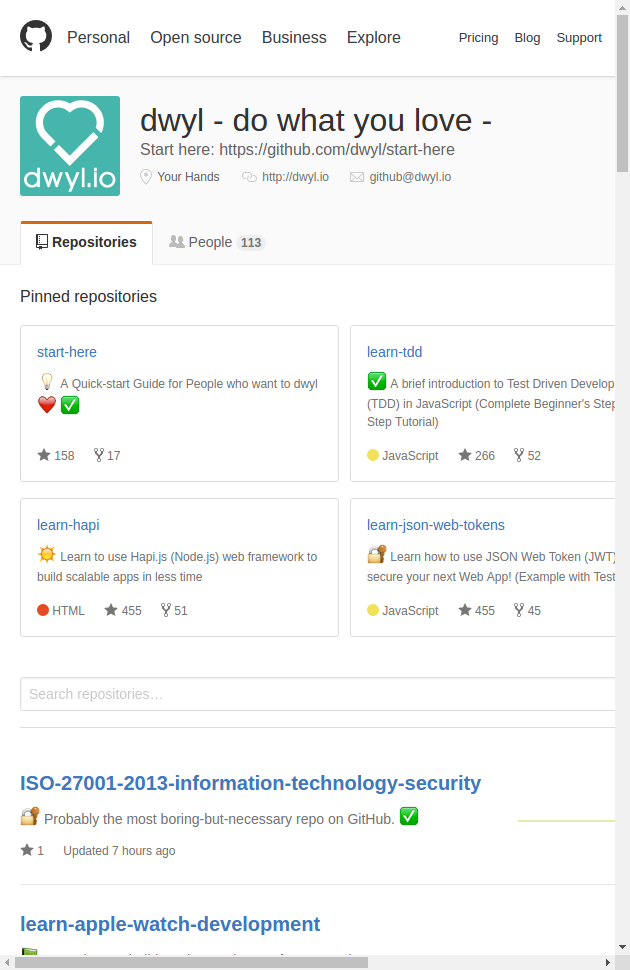 Personal Open source Business Explore Pricing Blog Support
dwyl.io
dwyl - do what you love -
Start here: https://github.com/dwyl/start-here
Your Hands http://dwyl.io github@dwyl.io
Repositories People 113
Pinned repositories
start-here
A Quick-start Guide for People who want to dwyl
158 17
learn-tdd
A brief introduction to Test Driven Develop
(TDD) in JavaScript (Complete Beginner's Step
Step Tutorial)
JavaScript 266 52
learn-hapi
Learn to use Hapi.js (Node.js) web framework to
build scalable apps in less time
HTML 455 51
learn-json-web-tokens
Learn how to use JSON Web Token (JWT)
secure your next Web App! (Example with Test
JavaScript 455 45
Search repositories…
ISO-27001-2013-information-technology-security
Probably the most boring-but-necessary repo on GitHub.
1 Updated 7 hours ago
learn-apple-watch-development